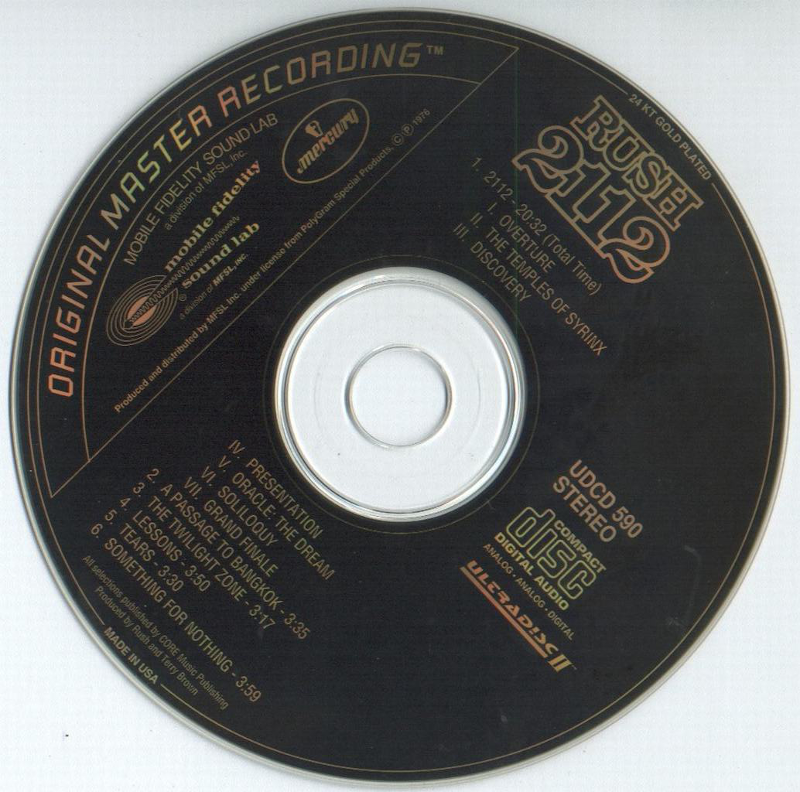 ORIGINAL MASTER RECORDING™
MOBILE FIDELITY SOUND LAB
a division of MFSL, Inc.
mobile fidelity
sound lab
®
a division of MFSL, INC.
mercury
Produced and distributed by MFSL Inc. under license from PolyGram Special Products. © ℗ 1976
24 KT GOLD PLATED
RUSH
2112
1. 2112 - 20:32 (Total Time)
I. OVERTURE
II. THE TEMPLES OF SYRINX
III. DISCOVERY
IV. PRESENTATION
V. ORACLE: THE DREAM
VI. SOLILOQUY
VII. GRAND FINALE
2. A PASSAGE TO BANGKOK - 3:35
3. THE TWILIGHT ZONE - 3:17
4. LESSONS - 3:50
5. TEARS - 3:30
6. SOMETHING FOR NOTHING - 3:59
All selections published by CORE Music Publishing
Produced by Rush and Terry Brown
MADE IN USA
UDCD 590
STEREO
COMPACT
disc
DIGITAL AUDIO
ANALOG • ANALOG • DIGITAL
ULTRADISC II™